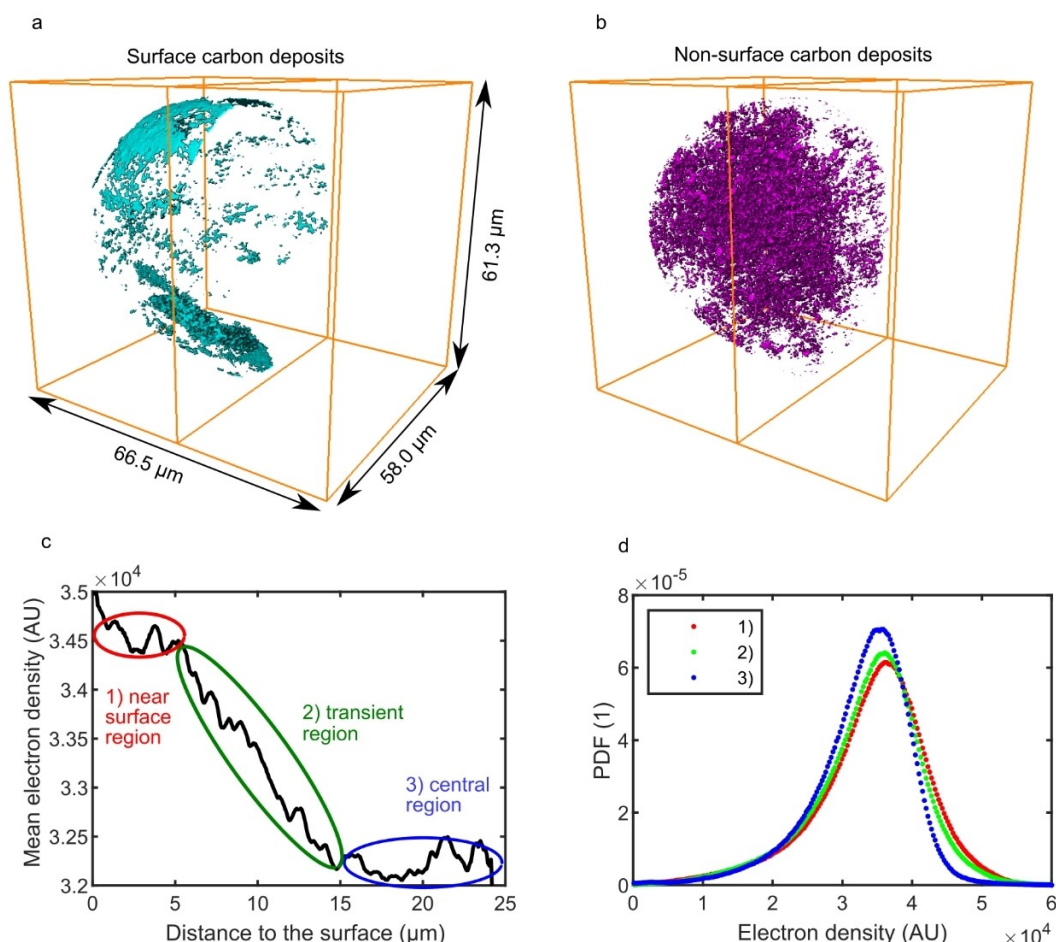 a
Surface carbon deposits
61.3 µm
66.5 µm
58.0 µm
b
Non-surface carbon deposits
c
×10⁴
3.5
3.45
3.4
3.35
3.3
3.25
3.2
Mean electron density (AU)
1) near
surface
region
2) transient
region
3) central
region
0 5 10 15 20 25
Distance to the surface (µm)
d
×10⁻⁵
8
6
4
2
0
PDF (1)
1)
2)
3)
0 1 2 3 4 5 6
Electron density (AU) ×10⁴